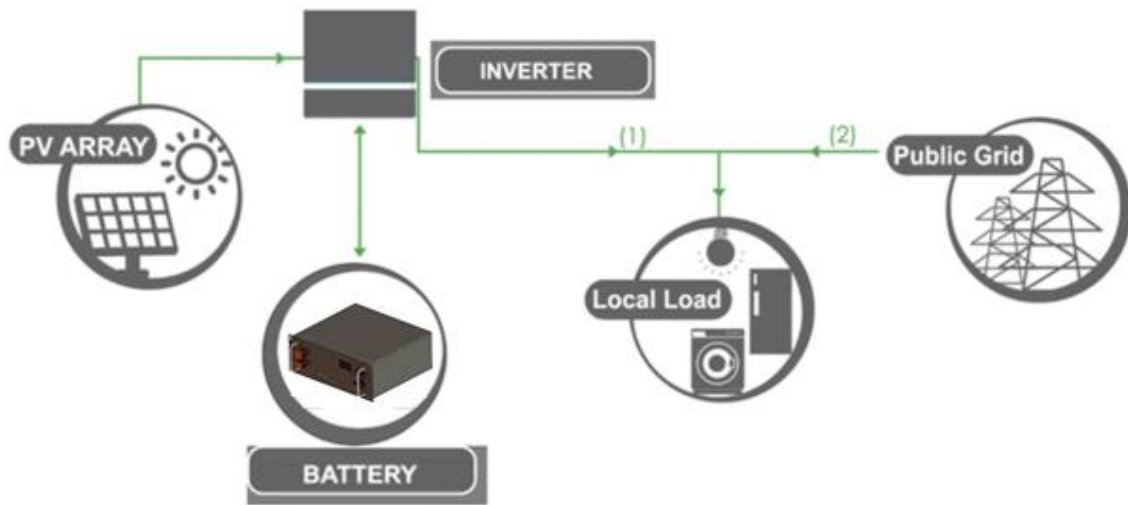 INVERTER
PV ARRAY
(1)
(2)
Public Grid
Local Load
BATTERY